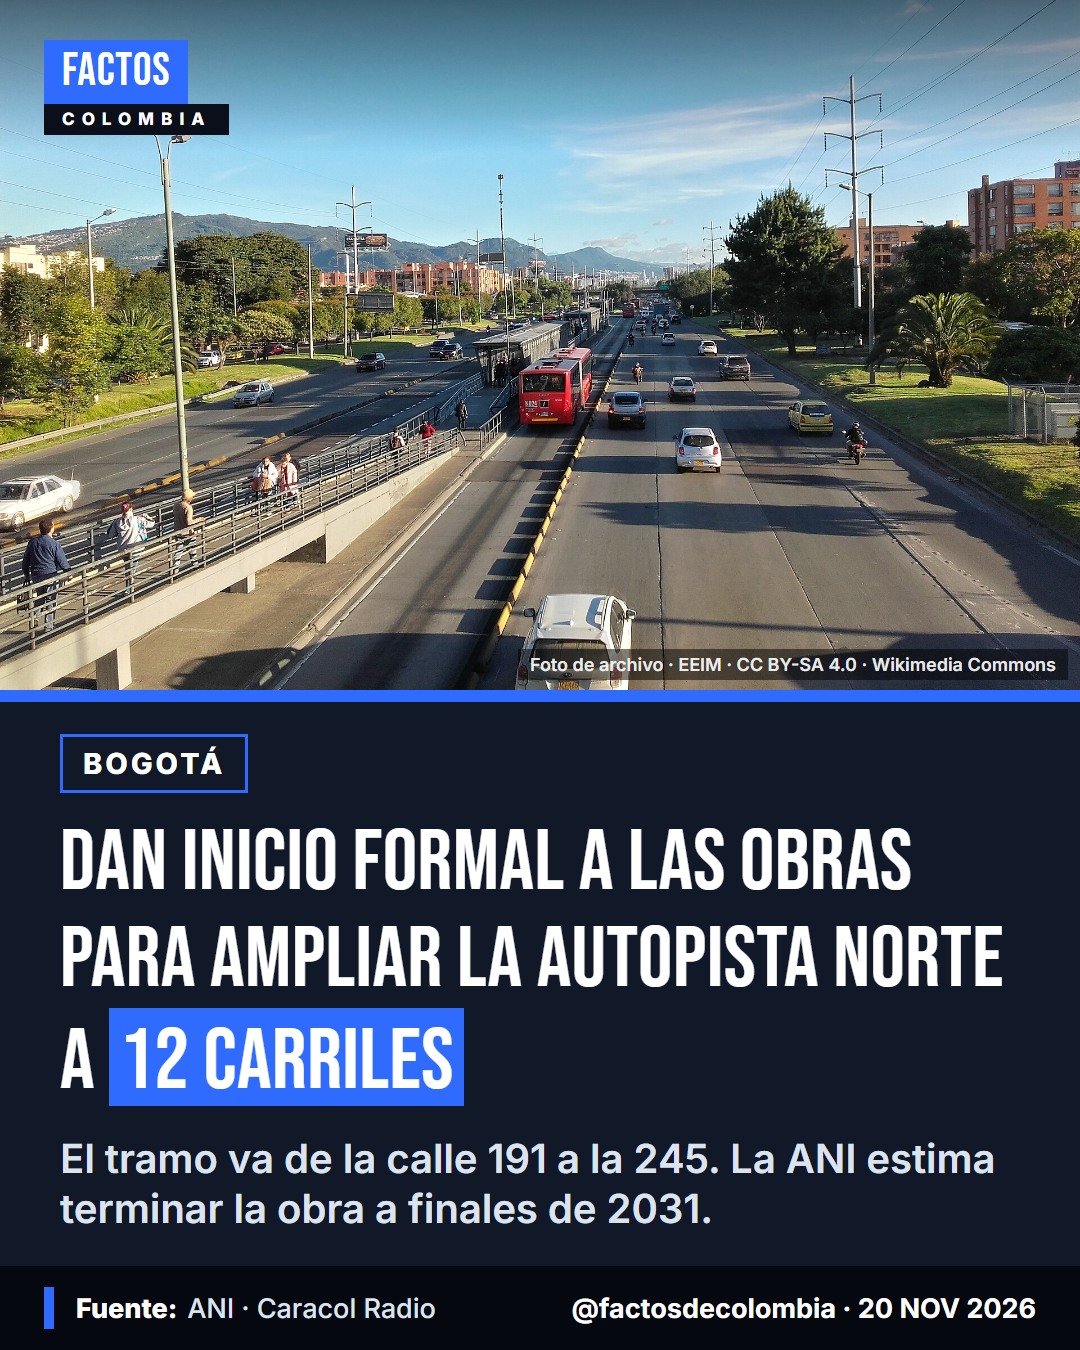 FACTOS
COLOMBIA
Foto de archivo · EEIM · CC BY-SA 4.0 · Wikimedia Commons
BOGOTÁ
DAN INICIO FORMAL A LAS OBRAS
PARA AMPLIAR LA AUTOPISTA NORTE
A 12 CARRILES
El tramo va de la calle 191 a la 245. La ANI estima
terminar la obra a finales de 2031.
Fuente: ANI · Caracol Radio
@factosdecolombia · 20 NOV 2026